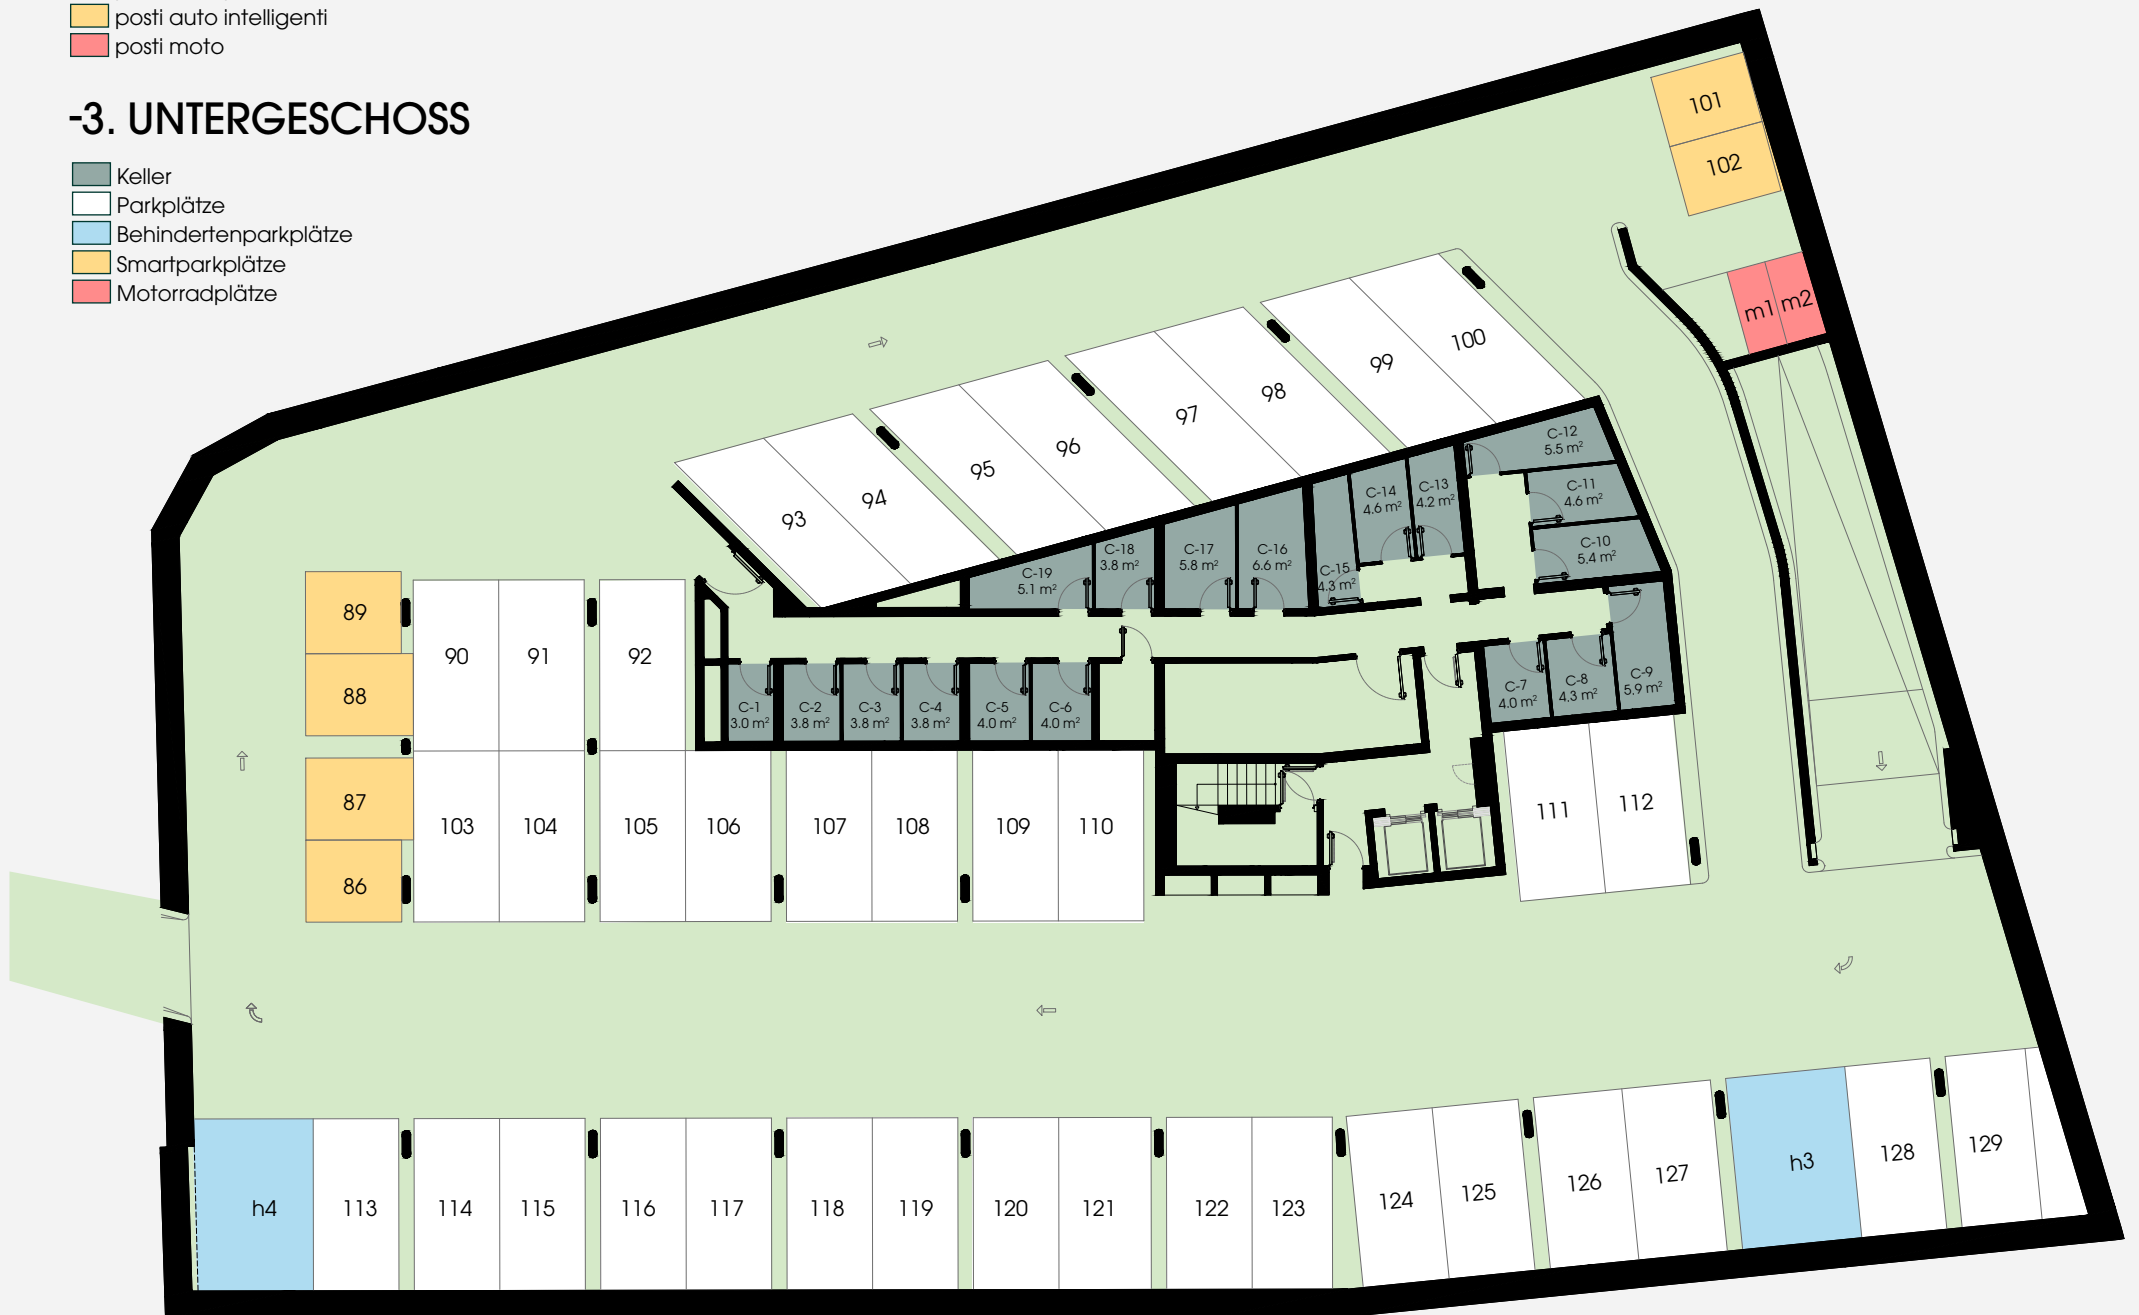 posti auto intelligenti
posti moto
-3. UNTERGESCHOSS
Keller
Parkplätze
Behindertenparkplätze
Smartparkplätze
Motorradplätze
101
102
m1
m2
100
99
98
97
96
95
94
93
C-12
5.5 m²
C-11
4.6 m²
C-10
5.4 m²
C-13
4.2 m²
C-14
4.6 m²
C-15
4.3 m²
C-16
6.6 m²
C-17
5.8 m²
C-18
3.8 m²
C-19
5.1 m²
89
88
87
86
90
91
92
C-1
3.0 m²
C-2
3.8 m²
C-3
3.8 m²
C-4
3.8 m²
C-5
4.0 m²
C-6
4.0 m²
C-7
4.0 m²
C-8
4.3 m²
C-9
5.9 m²
103
104
105
106
107
108
109
110
111
112
h4
113
114
115
116
117
118
119
120
121
122
123
124
125
126
127
h3
128
129